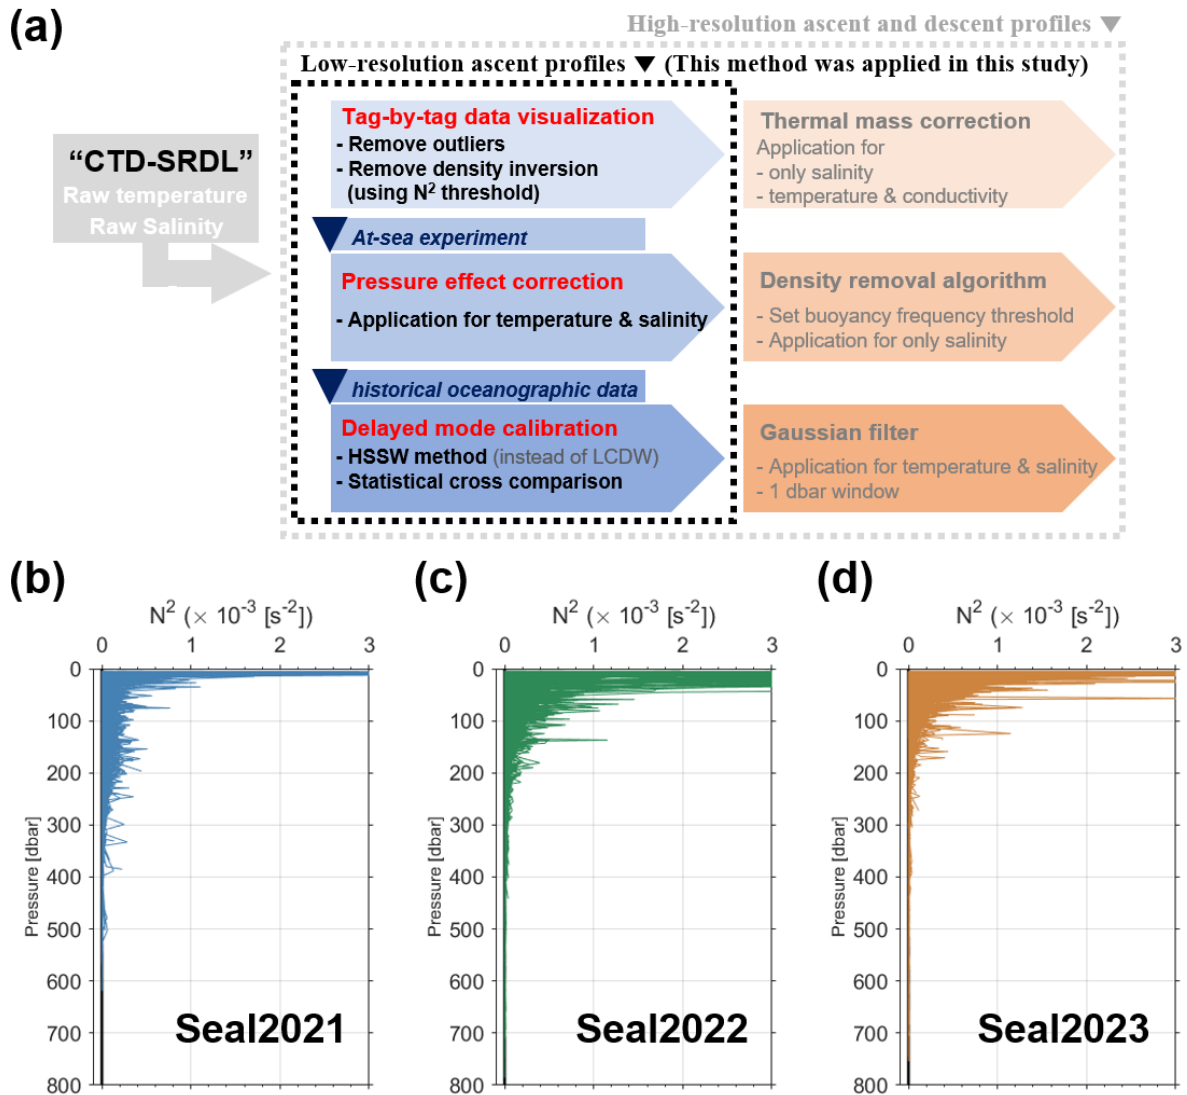 (a)
High-resolution ascent and descent profiles ▼
Low-resolution ascent profiles ▼ (This method was applied in this study)
“CTD-SRDL”
Raw temperature
Raw Salinity
Tag-by-tag data visualization
- Remove outliers
- Remove density inversion
(using N² threshold)
At-sea experiment
Pressure effect correction
- Application for temperature & salinity
historical oceanographic data
Delayed mode calibration
- HSSW method (instead of LCDW)
- Statistical cross comparison
Thermal mass correction
Application for
- only salinity
- temperature & conductivity
Density removal algorithm
- Set buoyancy frequency threshold
- Application for only salinity
Gaussian filter
- Application for temperature & salinity
- 1 dbar window
(b)
N² (× 10⁻³ [s⁻²])
0 1 2 3
0
100
200
300
400
500
600
700
800
Pressure [dbar]
Seal2021
(c)
N² (× 10⁻³ [s⁻²])
0 1 2 3
0
100
200
300
400
500
600
700
800
Pressure [dbar]
Seal2022
(d)
N² (× 10⁻³ [s⁻²])
0 1 2 3
0
100
200
300
400
500
600
700
800
Pressure [dbar]
Seal2023